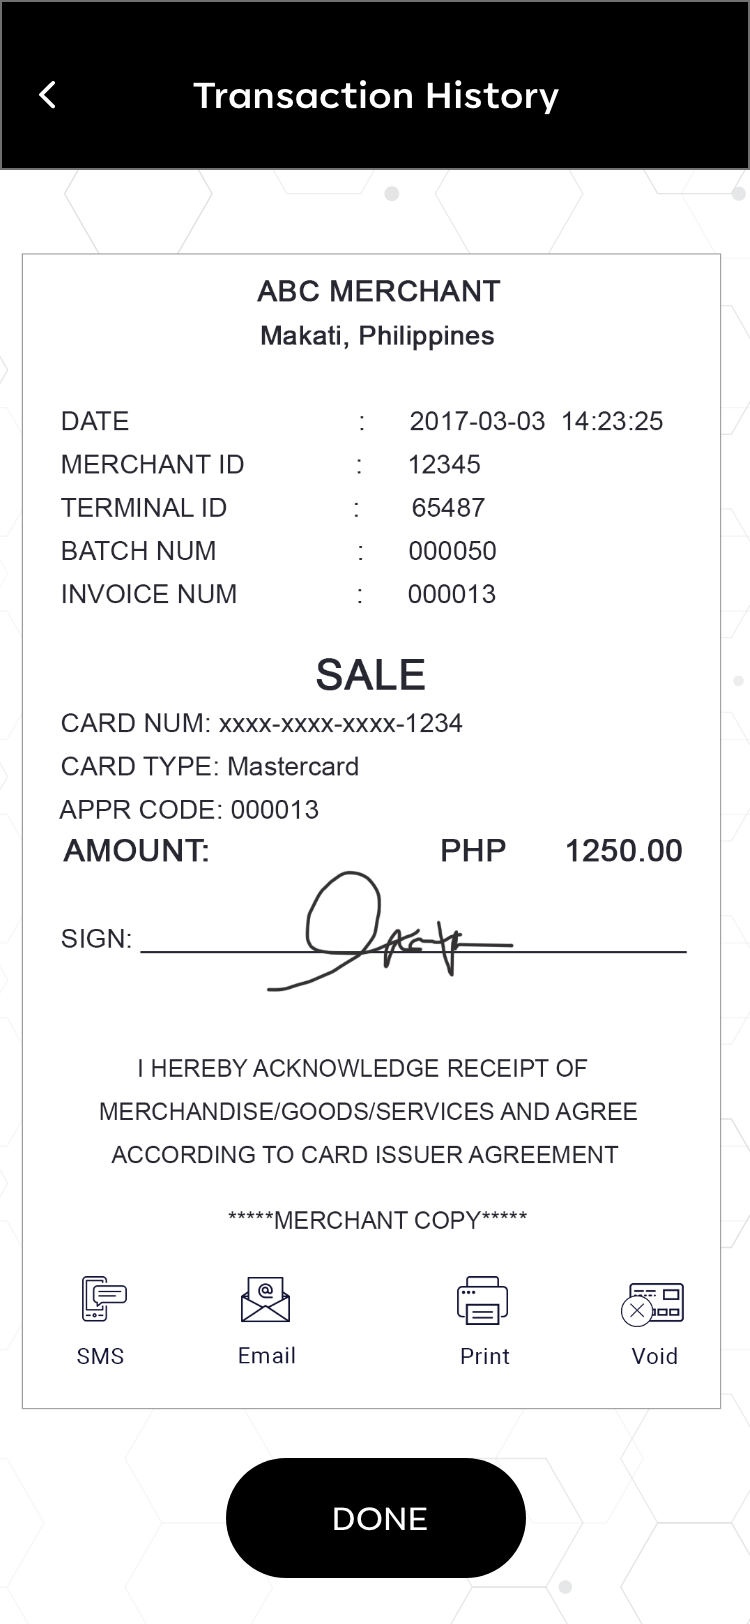 Transaction History
ABC MERCHANT
Makati, Philippines
DATE : 2017-03-03 14:23:25
MERCHANT ID : 12345
TERMINAL ID : 65487
BATCH NUM : 000050
INVOICE NUM : 000013
SALE
CARD NUM: xxxx-xxxx-xxxx-1234
CARD TYPE: Mastercard
APPR CODE: 000013
AMOUNT: PHP 1250.00
SIGN:
I HEREBY ACKNOWLEDGE RECEIPT OF
MERCHANDISE/GOODS/SERVICES AND AGREE
ACCORDING TO CARD ISSUER AGREEMENT
*****MERCHANT COPY*****
SMS Email Print Void
DONE